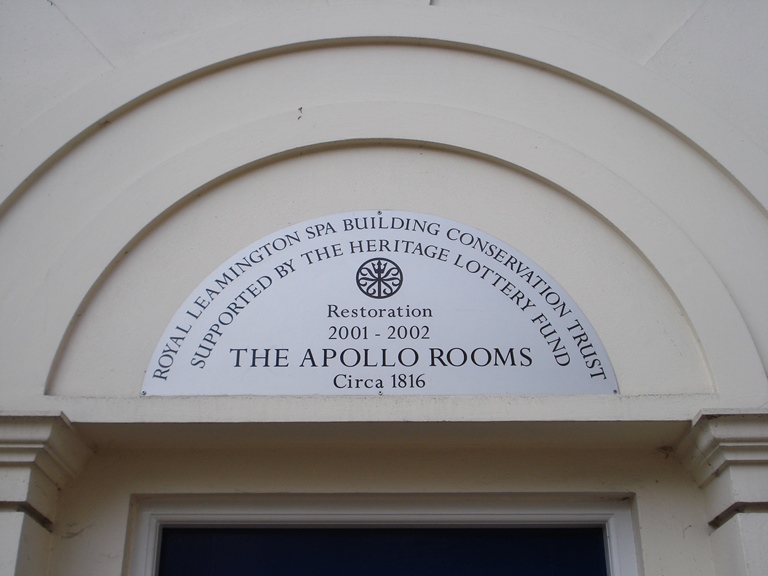 ROYAL LEAMINGTON SPA BUILDING CONSERVATION TRUST
SUPPORTED BY THE HERITAGE LOTTERY FUND
Restoration
2001 - 2002
THE APOLLO ROOMS
Circa 1816